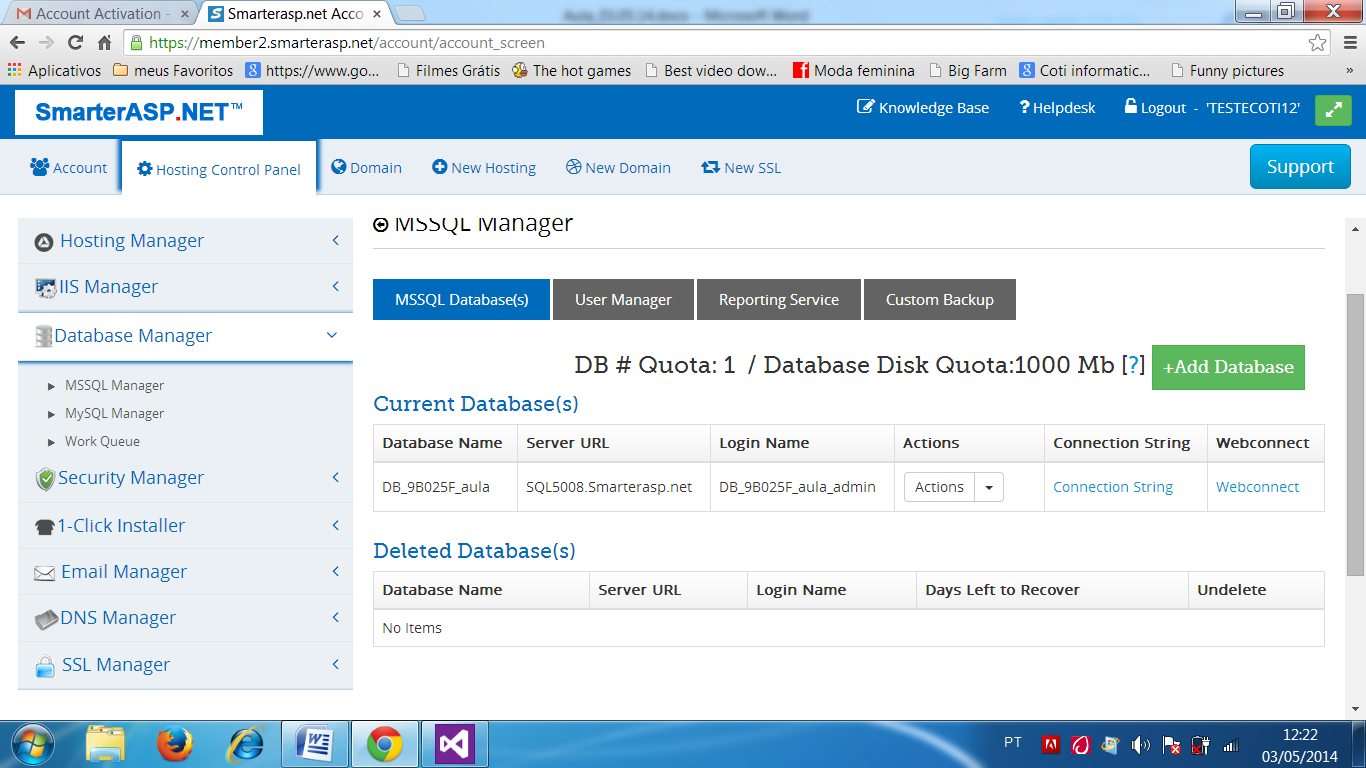 Account Activation -
Smarterasp.net Acco
Aula_03.05.14.docx - Microsoft Word
https://member2.smarterasp.net/account/account_screen
Aplicativos
meus Favoritos
https://www.go...
Filmes Grátis
The hot games
Best video dow...
Moda feminina
Big Farm
Coti informatic...
Funny pictures
»
SmarterASP.NET™
Knowledge Base
Helpdesk
Logout - 'TESTECOTI12'
Account
Hosting Control Panel
Domain
New Hosting
New Domain
New SSL
Support
Hosting Manager
IIS Manager
Database Manager
MSSQL Manager
MySQL Manager
Work Queue
Security Manager
1-Click Installer
Email Manager
DNS Manager
SSL Manager
MSSQL Manager
MSSQL Database(s)
User Manager
Reporting Service
Custom Backup
DB # Quota: 1 / Database Disk Quota:1000 Mb [?]
+Add Database
Current Database(s)
Database Name Server URL Login Name Actions Connection String Webconnect
DB_9B025F_aula SQL5008.Smarterasp.net DB_9B025F_aula_admin Actions Connection String Webconnect
Deleted Database(s)
Database Name Server URL Login Name Days Left to Recover Undelete
No Items
PT
12:22
03/05/2014